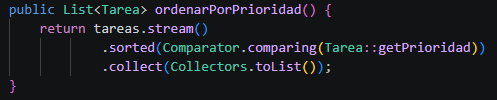 public List<Tarea> ordenarPorPrioridad() {
    return tareas.stream()
            .sorted(Comparator.comparing(Tarea::getPrioridad))
            .collect(Collectors.toList());
}